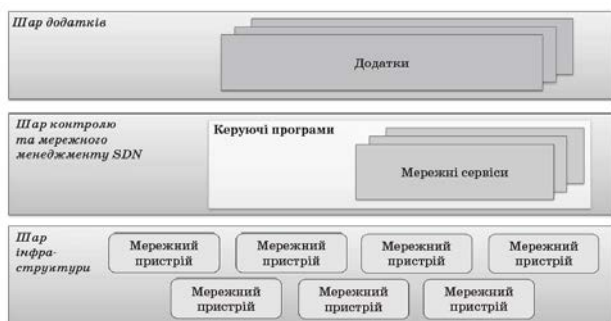 Шар додатків
Додатки
Шар контролю
та мережного
менеджменту SDN
Керуючі програми
Мережні сервіси
Шар
інфра-
структури
Мережний
пристрій
Мережний
пристрій
Мережний
пристрій
Мережний
пристрій
Мережний
пристрій
Мережний
пристрій
Мережний
пристрій